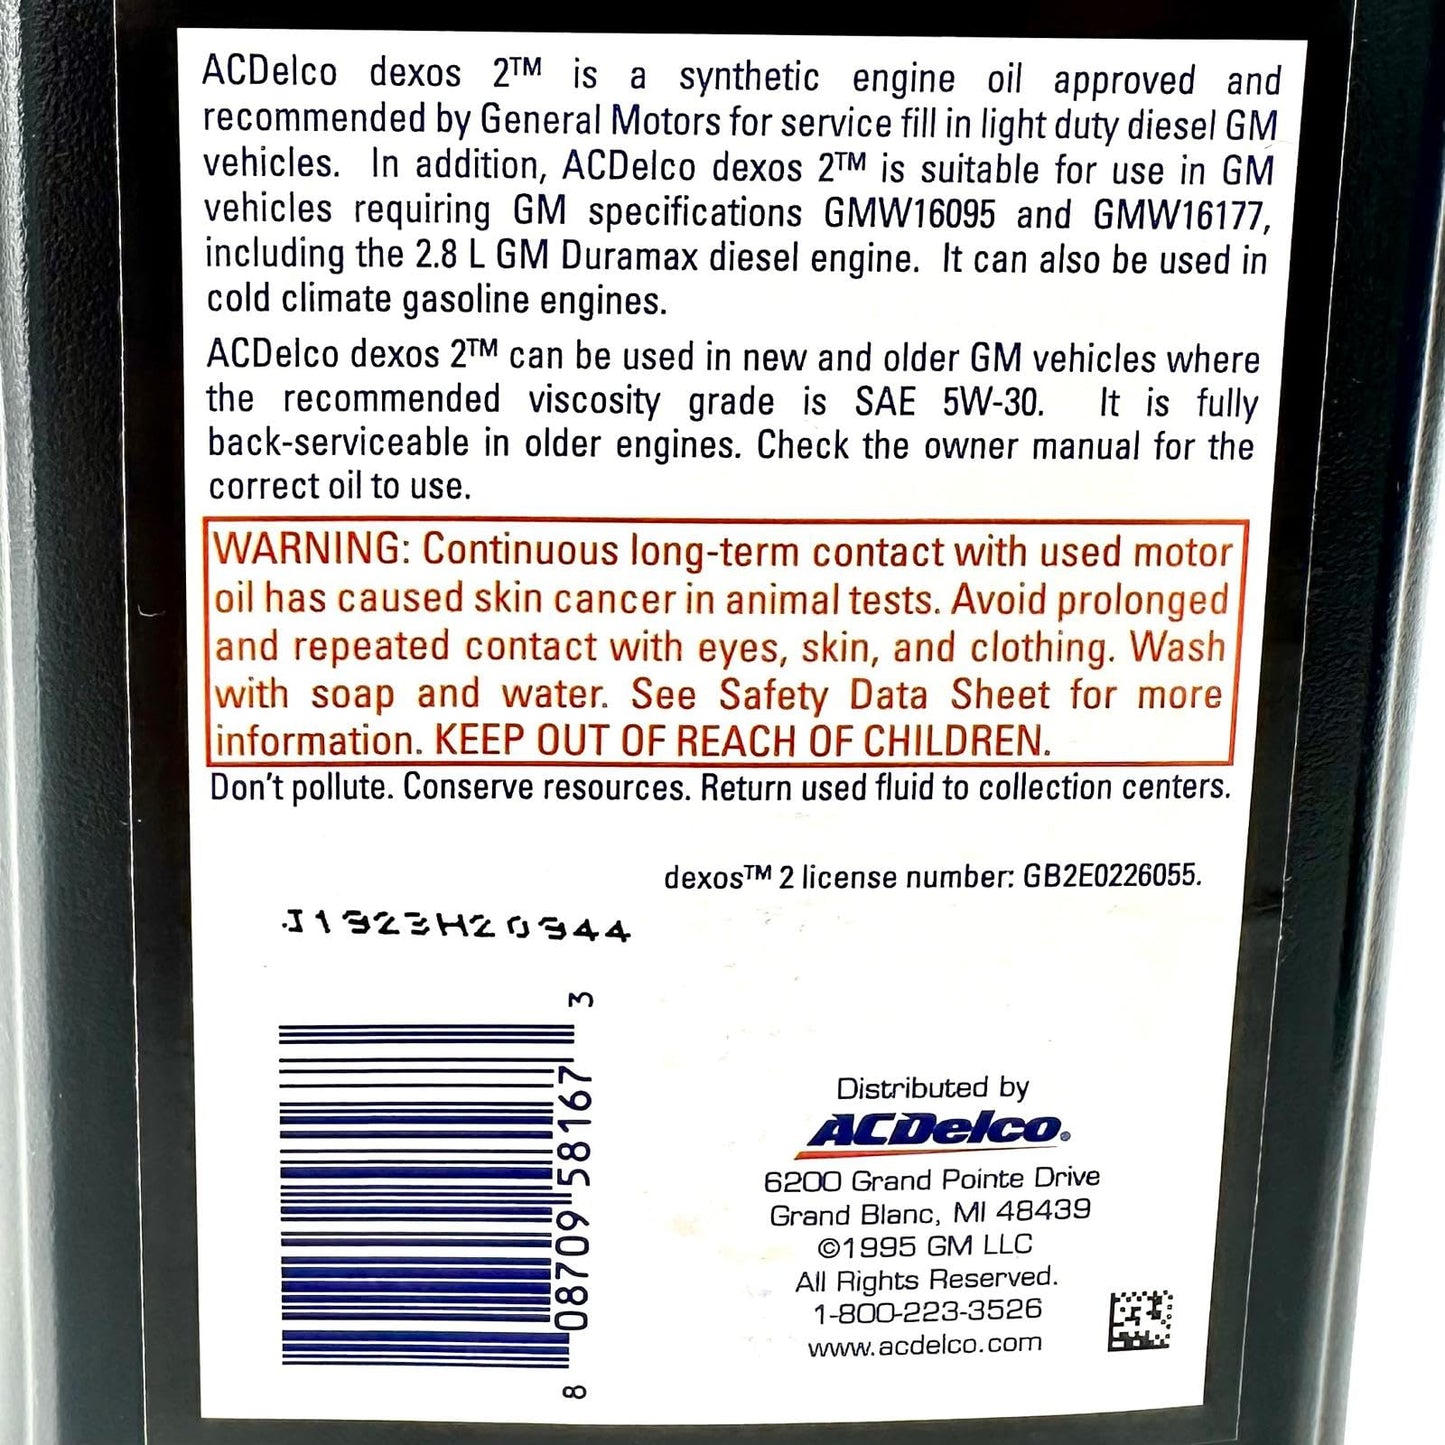 ACDelco dexos 2™ is a synthetic engine oil approved and
recommended by General Motors for service fill in light duty diesel GM
vehicles. In addition, ACDelco dexos 2™ is suitable for use in GM
vehicles requiring GM specifications GMW16095 and GMW16177,
including the 2.8 L GM Duramax diesel engine. It can also be used in
cold climate gasoline engines.
ACDelco dexos 2™ can be used in new and older GM vehicles where
the recommended viscosity grade is SAE 5W-30. It is fully
back-serviceable in older engines. Check the owner manual for the
correct oil to use.
WARNING: Continuous long-term contact with used motor
oil has caused skin cancer in animal tests. Avoid prolonged
and repeated contact with eyes, skin, and clothing. Wash
with soap and water. See Safety Data Sheet for more
information. KEEP OUT OF REACH OF CHILDREN.
Don't pollute. Conserve resources. Return used fluid to collection centers.
dexos™ 2 license number: GB2E0226055.
J1923H20944
8 08709 58167 3
Distributed by
ACDelco®
6200 Grand Pointe Drive
Grand Blanc, MI 48439
©1995 GM LLC
All Rights Reserved.
1-800-223-3526
www.acdelco.com